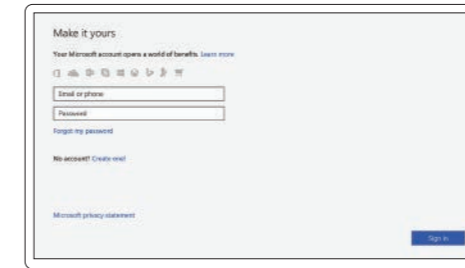 Make it yours
Your Microsoft account opens a world of benefits. Learn more
Email or phone
Password
Forgot my password
No account? Create one!
Microsoft privacy statement
Sign in